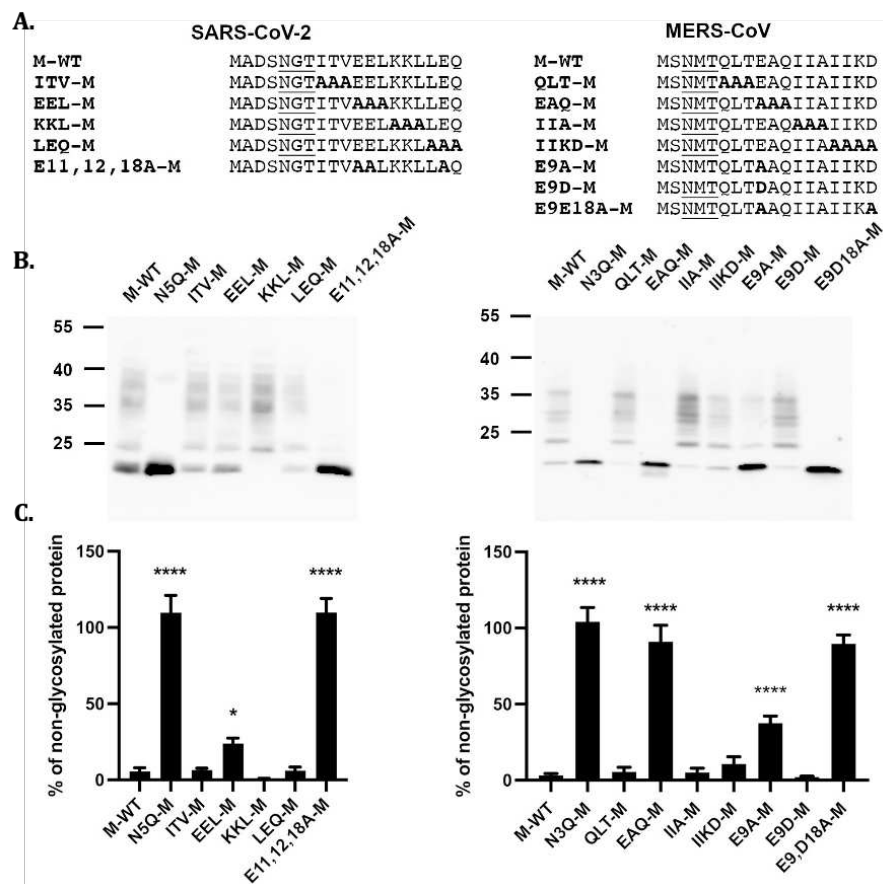 A.
SARS-CoV-2
M-WT MADSNGTITVEELKKLLEQ
ITV-M MADSNGTAAAEELKKLLEQ
EEL-M MADSNGTITVAAAKKLLEQ
KKL-M MADSNGTITVEELAAALEQ
LEQ-M MADSNGTITVEELKKLAAA
E11,12,18A-M MADSNGTITVAALKKLLAQ
MERS-CoV
M-WT MSNMTQLTEAQIIAIIKD
QLT-M MSNMTAAAEAQIIAIIKD
EAQ-M MSNMTQLTAAAIIAIIKD
IIA-M MSNMTQLTEAQAAAIIKD
IIKD-M MSNMTQLTEAQIIAAAAA
E9A-M MSNMTQLTAAQIIAIIKD
E9D-M MSNMTQLTDAQIIAIIKD
E9E18A-M MSNMTQLTAAQIIAIIKA
B.
M-WT N5Q-M ITV-M EEL-M KKL-M LEQ-M E11,12,18A-M
55
40
35
25
M-WT N3Q-M QLT-M EAQ-M IIA-M IIKD-M E9A-M E9D-M E9D18A-M
55
40
35
25
C.
% of non-glycosylated protein
150
100
50
0
**** * ****
M-WT N5Q-M ITV-M EEL-M KKL-M LEQ-M E11,12,18A-M
% of non-glycosylated protein
150
100
50
0
**** **** **** ****
M-WT N3Q-M QLT-M EAQ-M IIA-M IIKD-M E9A-M E9D-M E9,D18A-M